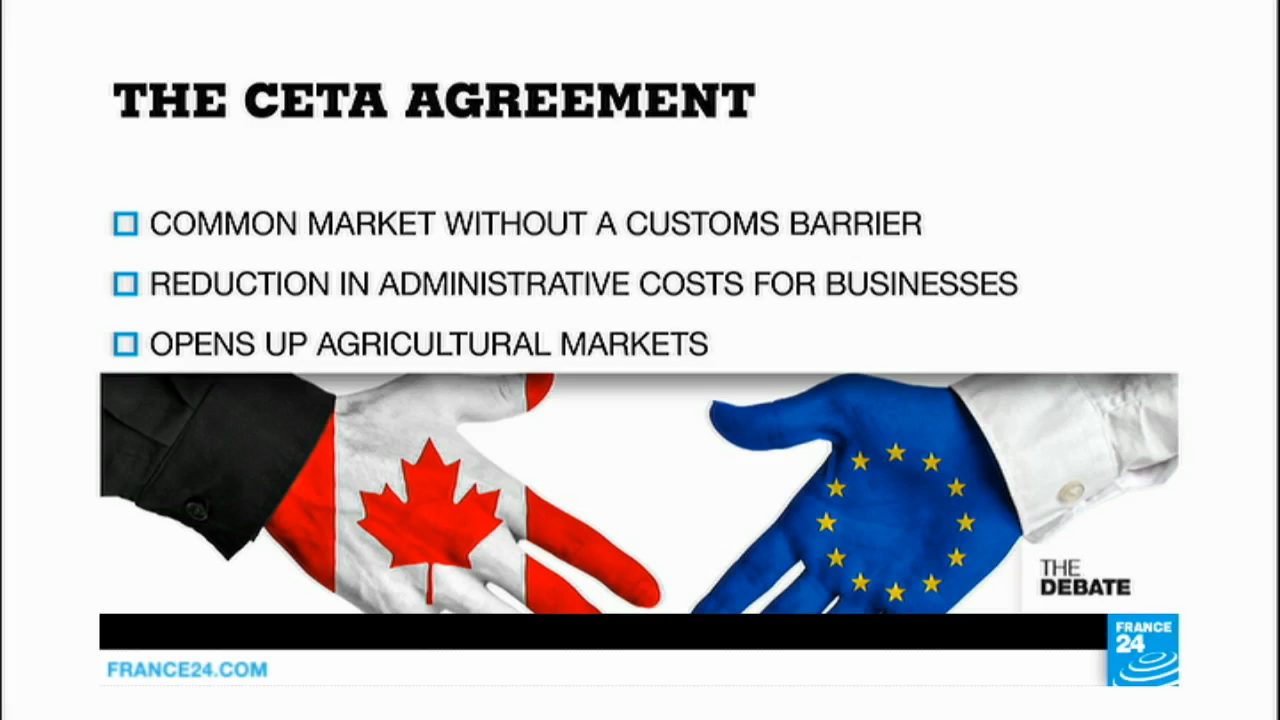 THE CETA AGREEMENT
COMMON MARKET WITHOUT A CUSTOMS BARRIER
REDUCTION IN ADMINISTRATIVE COSTS FOR BUSINESSES
OPENS UP AGRICULTURAL MARKETS
THE
DEBATE
FRANCE
24
FRANCE24.COM